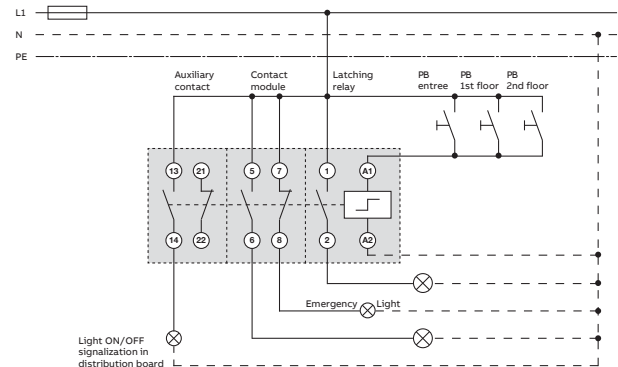 L1
N
PE
Auxiliary
contact
Contact
module
Latching
relay
PB
entree
PB
1st floor
PB
2nd floor
13
21
5
7
1
A1
14
22
6
8
2
A2
Emergency Light
Light ON/OFF
signalization in
distribution board